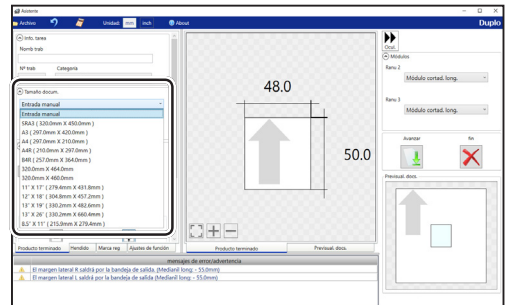 Asistente
Archivo Unidad: mm inch About Duplo
Info. tarea
Nomb trab
Nº trab Categoría
Tamaño docum.
Entrada manual
Entrada manual
SRA3 ( 320.0mm X 450.0mm )
A3 ( 297.0mm X 420.0mm )
A4 ( 297.0mm X 210.0mm )
A4R ( 210.0mm X 297.0mm )
B4R ( 257.0mm X 364.0mm )
320.0mm X 464.0mm
320.0mm X 460.0mm
11" X 17" ( 279.4mm X 431.8mm )
12" X 18" ( 304.8mm X 457.2mm )
13" X 19" ( 330.2mm X 482.6mm )
13" X 26" ( 330.2mm X 660.4mm )
8.5" X 11" ( 215.9mm X 279.4mm )
Producto terminado Hendido Marca reg Ajustes de función
48.0
50.0
Producto terminado Previsual. docs.
Ocul.
Módulos
Ranu 2
Módulo cortad. long.
Ranu 3
Módulo cortad. long.
Avanzar fin
Previsual. docs.
mensajes de error/advertencia
El margen lateral R saldrá por la bandeja de salida. (Medianil long: - 55.0mm)
El margen lateral L saldrá por la bandeja de salida. (Medianil long: - 55.0mm)